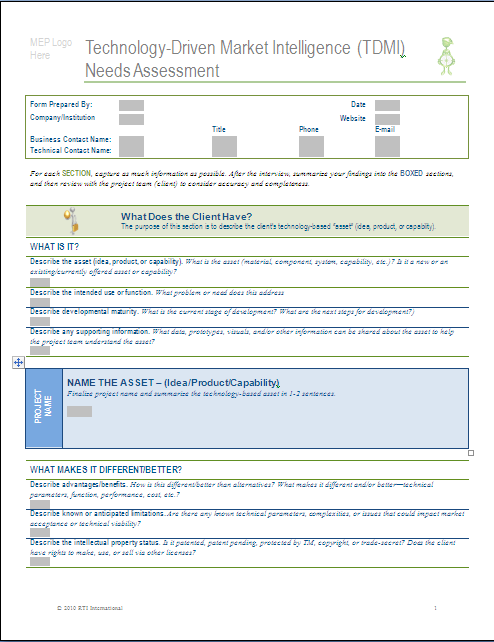 MEP Logo
Here
Technology-Driven Market Intelligence (TDMI)
Needs Assessment
Form Prepared By:
Date
Company/Institution
Website
Title
Phone
E-mail
Business Contact Name:
Technical Contact Name:
For each SECTION, capture as much information as possible. After the interview, summarize your findings into the BOXED sections,
and then review with the project team (client) to consider accuracy and completeness.
What Does the Client Have?
The purpose of this section is to describe the client's technology-based "asset" (idea, product, or capability).
WHAT IS IT?
Describe the asset (idea, product, or capability). What is the asset (material, component, system, capability, etc.)? Is it a new or an
existing/currently offered asset or capability?
Describe the intended use or function. What problem or need does this address
Describe developmental maturity. What is the current stage of development? What are the next steps for development?)
Describe any supporting information. What data, prototypes, visuals, and/or other information can be shared about the asset to help
the project team understand the asset?
PROJECT
NAME
NAME THE ASSET – (Idea/Product/Capability)
Finalize project name and summarize the technology-based asset in 1-2 sentences.
WHAT MAKES IT DIFFERENT/BETTER?
Describe advantages/benefits. How is this different/better than alternatives? What makes it different and/or better—technical
parameters, function, performance, cost, etc.?
Describe known or anticipated limitations. Are there any known technical parameters, complexities, or issues that could impact market
acceptance or technical viability?
Describe the intellectual property status. Is it patented, patent pending, protected by TM, copyright, or trade-secret? Does the client
have rights to make, use, or sell via other licenses?
© 2010 RTI International
1